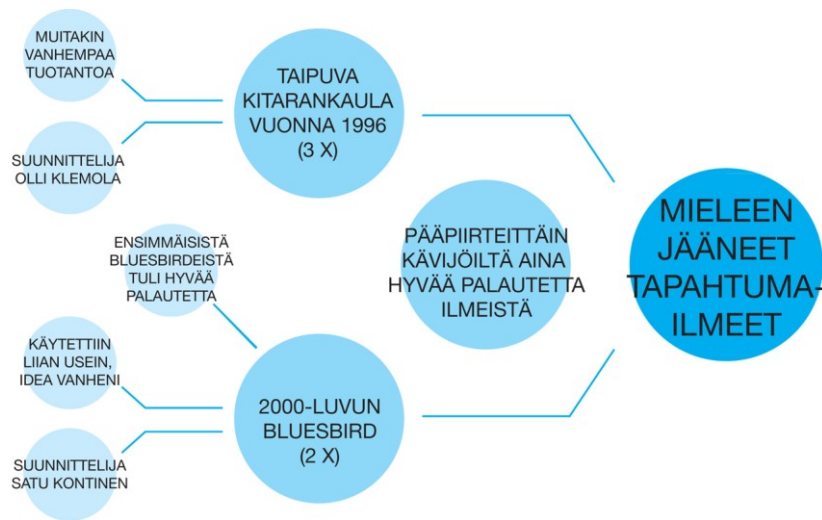 MUITAKIN
VANHEMPAA
TUOTANTOA
SUUNNITTELIJA
OLLI KLEMOLA
TAIPUVA
KITARANKAULA
VUONNA 1996
(3 X)
ENSIMMÄISISTÄ
BLUESBIRDEISTÄ
TULI HYVÄÄ
PALAUTETTA
KÄYTETTIIN
LIIAN USEIN,
IDEA VANHENI
SUUNNITTELIJA
SATU KONTINEN
2000-LUVUN
BLUESBIRD
(2 X)
PÄÄPIIRTEITTÄIN
KÄVIJÖILTÄ AINA
HYVÄÄ PALAUTETTA
ILMEISTÄ
MIELEEN
JÄÄNEET
TAPAHTUMA-
ILMEET